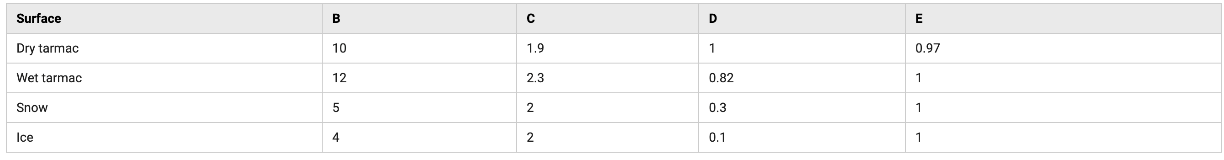 Surface B C D E
Dry tarmac 10 1.9 1 0.97
Wet tarmac 12 2.3 0.82 1
Snow 5 2 0.3 1
Ice 4 2 0.1 1